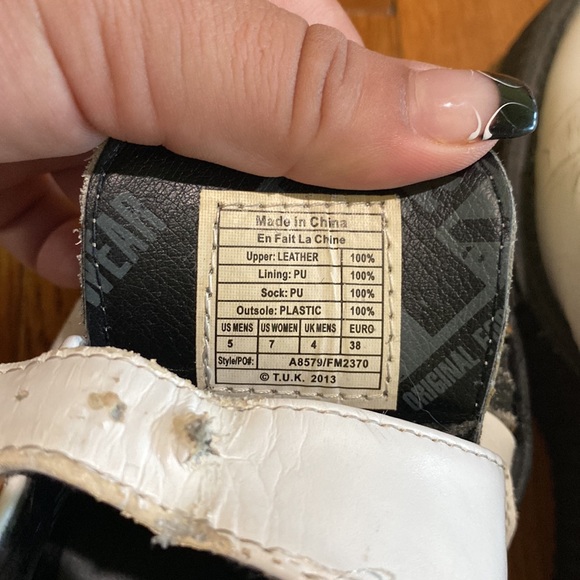 WEAR
Made in China
En Fait La Chine
Upper: LEATHER 100%
Lining: PU 100%
Sock: PU 100%
Outsole: PLASTIC 100%
US MENS US WOMEN UK MENS EURO
5 7 4 38
Style/PO#: A8579/FM2370
© T.U.K. 2013
ORIGINAL